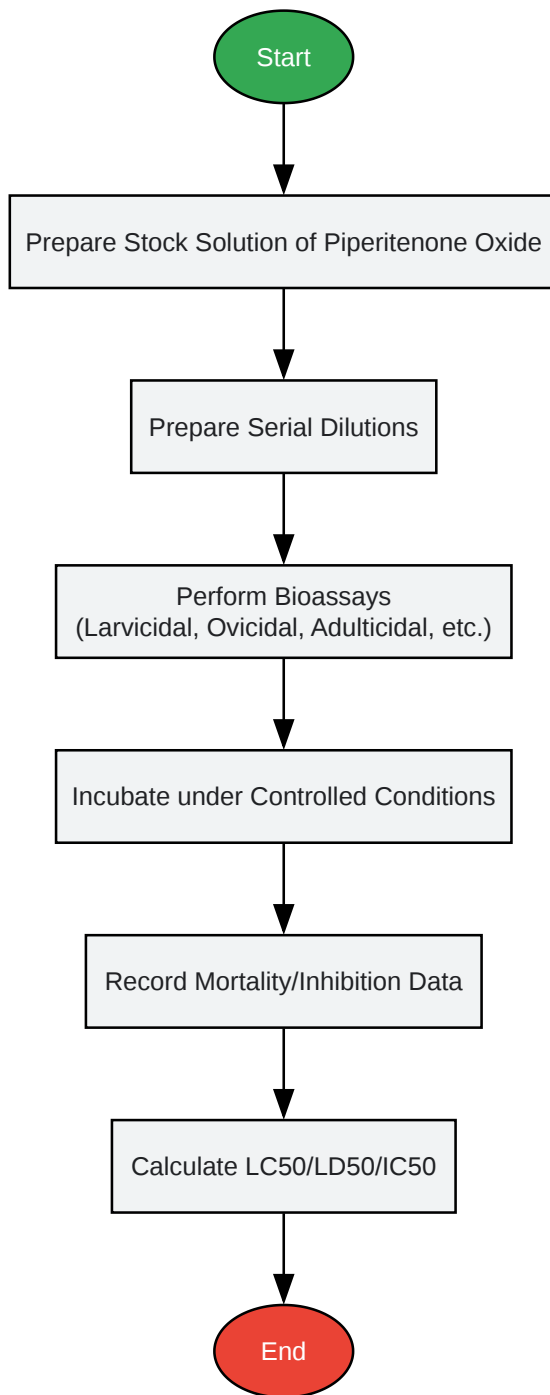 Start
Prepare Stock Solution of Piperitenone Oxide
Prepare Serial Dilutions
Perform Bioassays
(Larvicidal, Ovicidal, Adulticidal, etc.)
Incubate under Controlled Conditions
Record Mortality/Inhibition Data
Calculate LC50/LD50/IC50
End